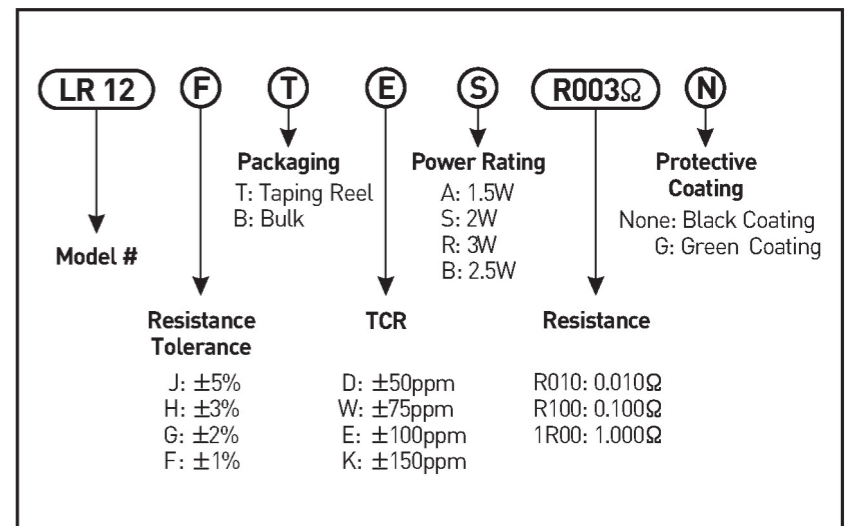 LR 12 F T E S R003Ω N
Packaging
T: Taping Reel
B: Bulk
Power Rating
A: 1.5W
S: 2W
R: 3W
B: 2.5W
Protective
Coating
None: Black Coating
G: Green Coating
Model #
Resistance
Tolerance
J: ±5%
H: ±3%
G: ±2%
F: ±1%
TCR
D: ±50ppm
W: ±75ppm
E: ±100ppm
K: ±150ppm
Resistance
R010: 0.010Ω
R100: 0.100Ω
1R00: 1.000Ω